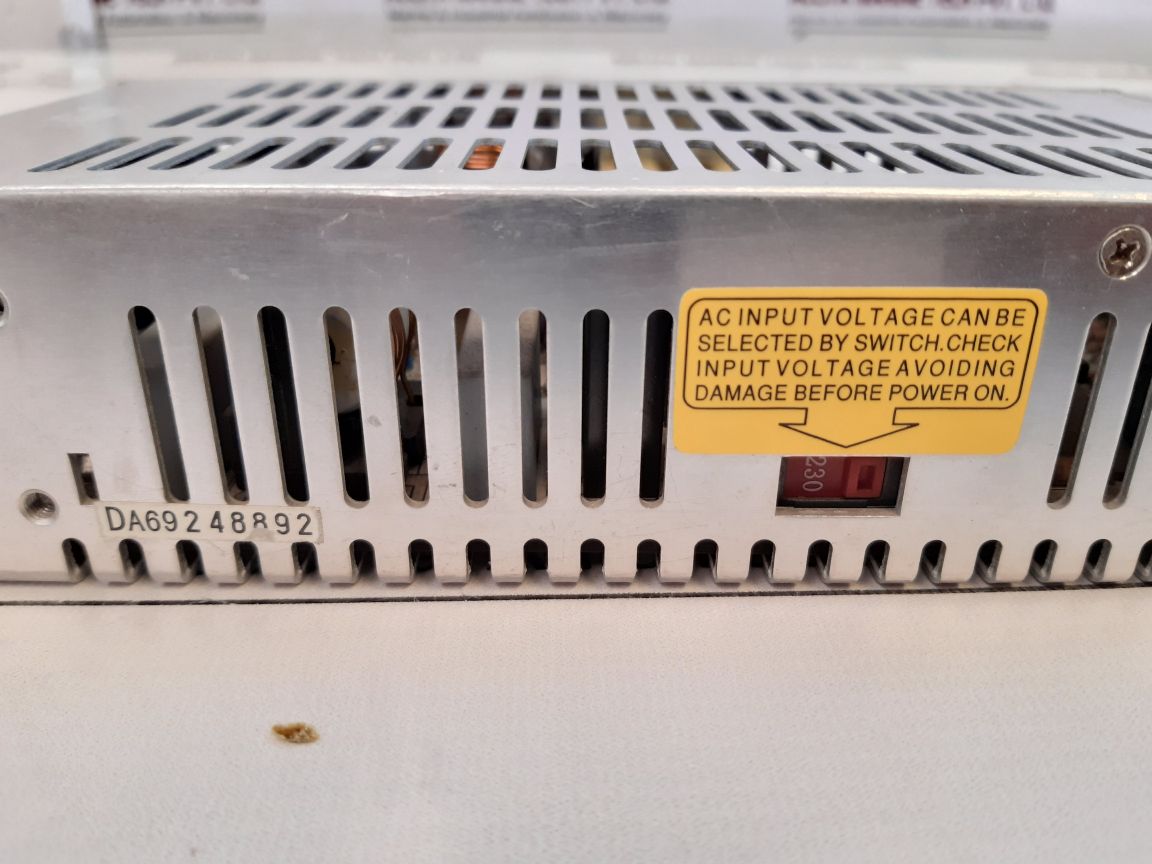 AC INPUT VOLTAGE CAN BE
SELECTED BY SWITCH.CHECK
INPUT VOLTAGE AVOIDING
DAMAGE BEFORE POWER ON.
230
DA69248892